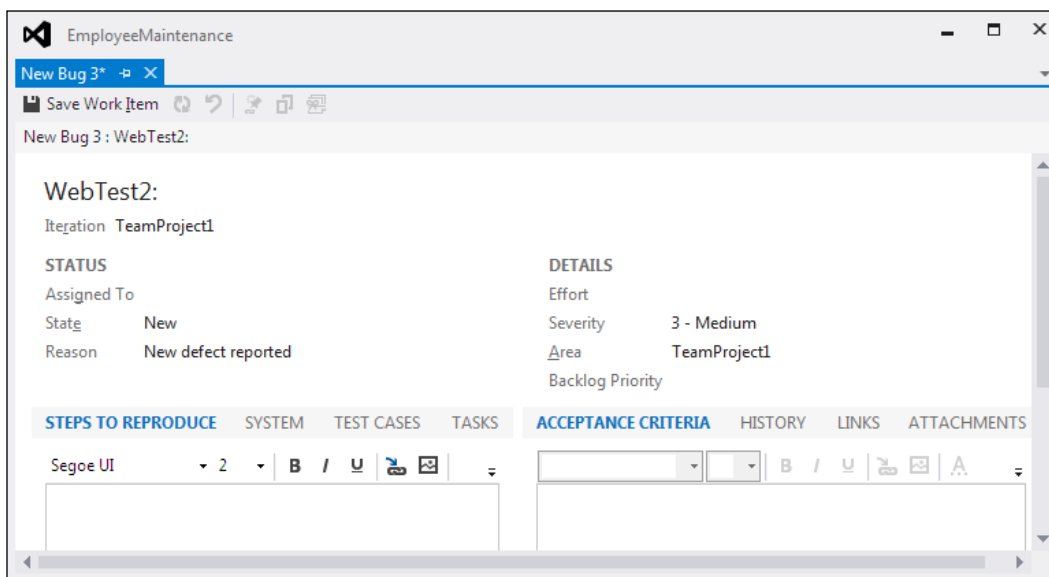 EmployeeMaintenance
New Bug 3*
Save Work Item
New Bug 3 : WebTest2:
WebTest2:
Iteration TeamProject1
STATUS
Assigned To
State New
Reason New defect reported
DETAILS
Effort
Severity 3 - Medium
Area TeamProject1
Backlog Priority
STEPS TO REPRODUCE SYSTEM TEST CASES TASKS
Segoe UI 2 B I U
ACCEPTANCE CRITERIA HISTORY LINKS ATTACHMENTS
B I U A